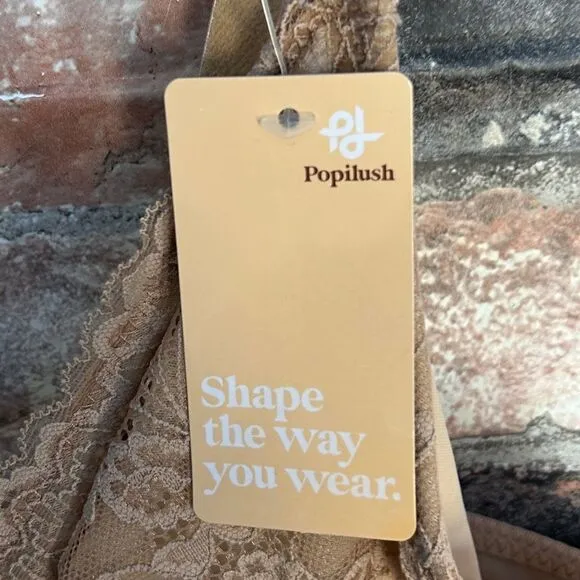 Popilush
Shape
the way
you wear.